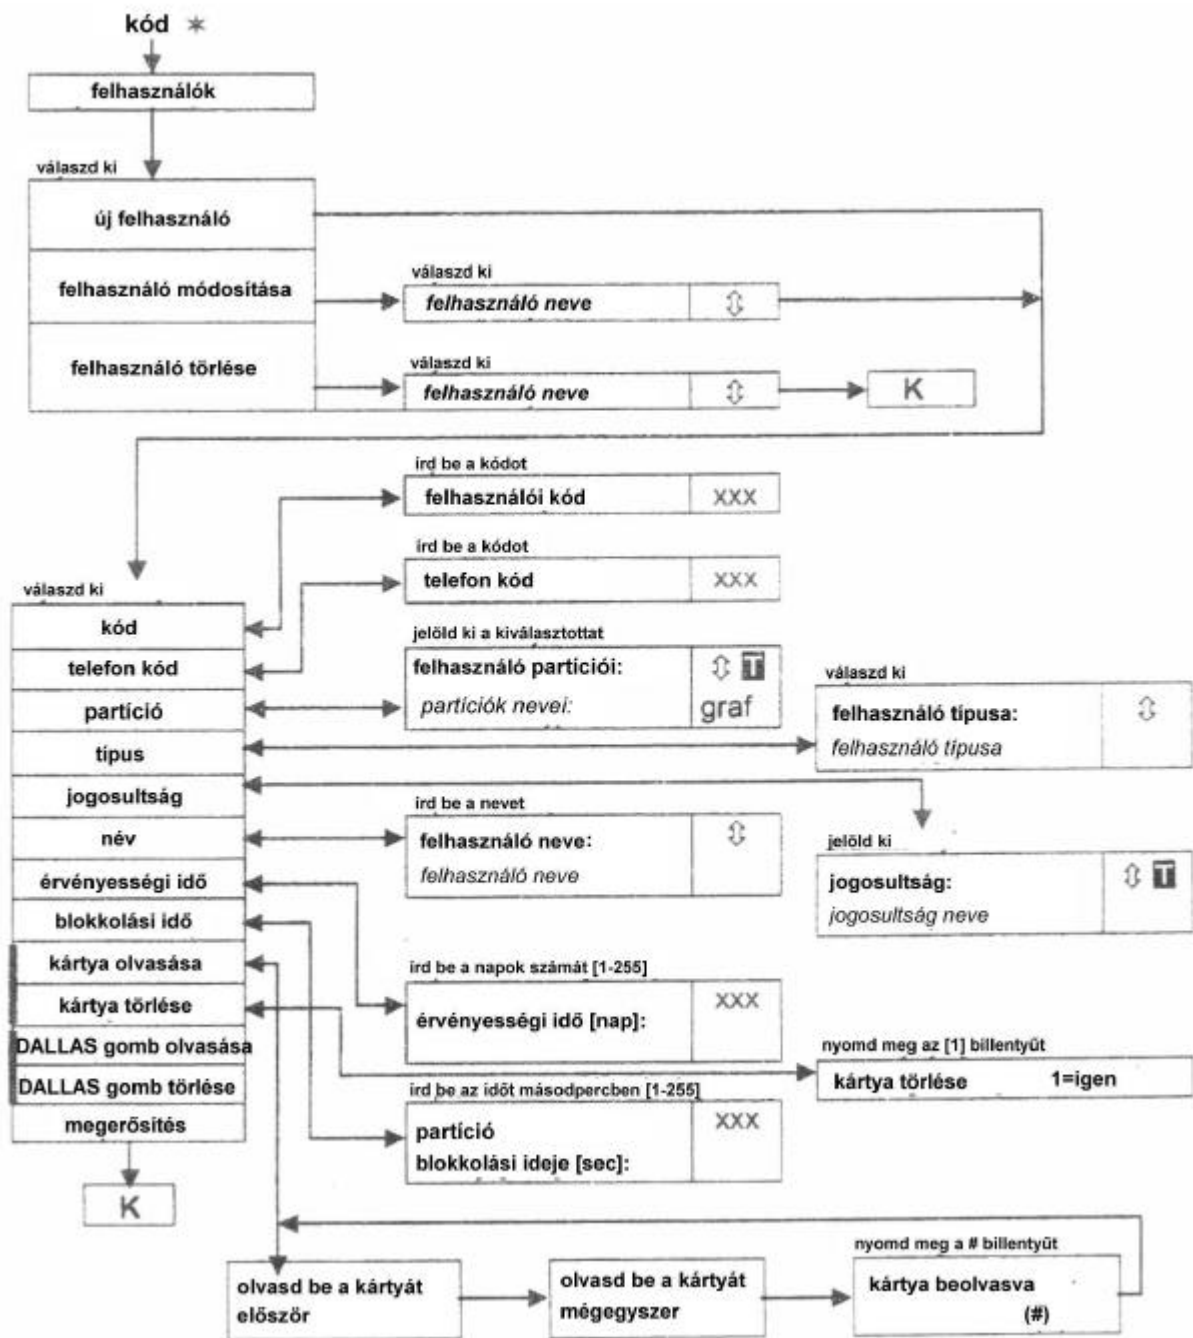 kód *
felhasználók
válaszd ki
új felhasználó
felhasználó módosítása
felhasználó törlése
válaszd ki
felhasználó neve
válaszd ki
felhasználó neve
K
írd be a kódot
felhasználói kód xxx
írd be a kódot
telefon kód xxx
válaszd ki
kód
telefon kód
partíció
típus
jogosultság
név
érvényességi idő
blokkolási idő
kártya olvasása
kártya törlése
DALLAS gomb olvasása
DALLAS gomb törlése
megerősítés
K
jelöld ki a kiválasztottat
felhasználó partíciói: T
partíciók nevei: graf
válaszd ki
felhasználó típusa:
felhasználó típusa
írd be a nevet
felhasználó neve:
felhasználó neve
jelöld ki
jogosultság: T
jogosultság neve
írd be a napok számát [1-255]
érvényességi idő [nap]: xxx
nyomd meg az [1] billentyűt
kártya törlése 1=igen
írd be az időt másodpercben [1-255]
partíció xxx
blokkolási ideje [sec]:
olvasd be a kártyát
először
olvasd be a kártyát
mégegyszer
nyomd meg a # billentyűt
kártya beolvasva
(#)